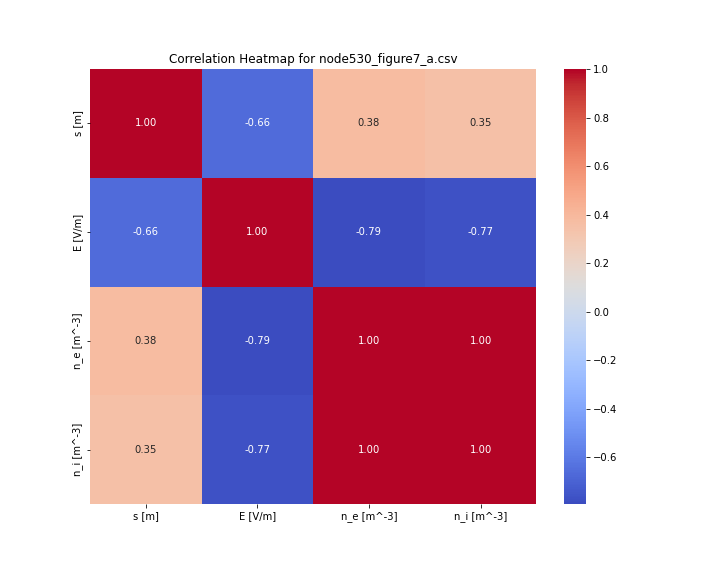 Correlation Heatmap for node530_figure7_a.csv
s [m] 1.00 -0.66 0.38 0.35
E [V/m] -0.66 1.00 -0.79 -0.77
n_e [m^-3] 0.38 -0.79 1.00 1.00
n_i [m^-3] 0.35 -0.77 1.00 1.00
s [m] E [V/m] n_e [m^-3] n_i [m^-3]
1.0
0.8
0.6
0.4
0.2
0.0
−0.2
−0.4
−0.6